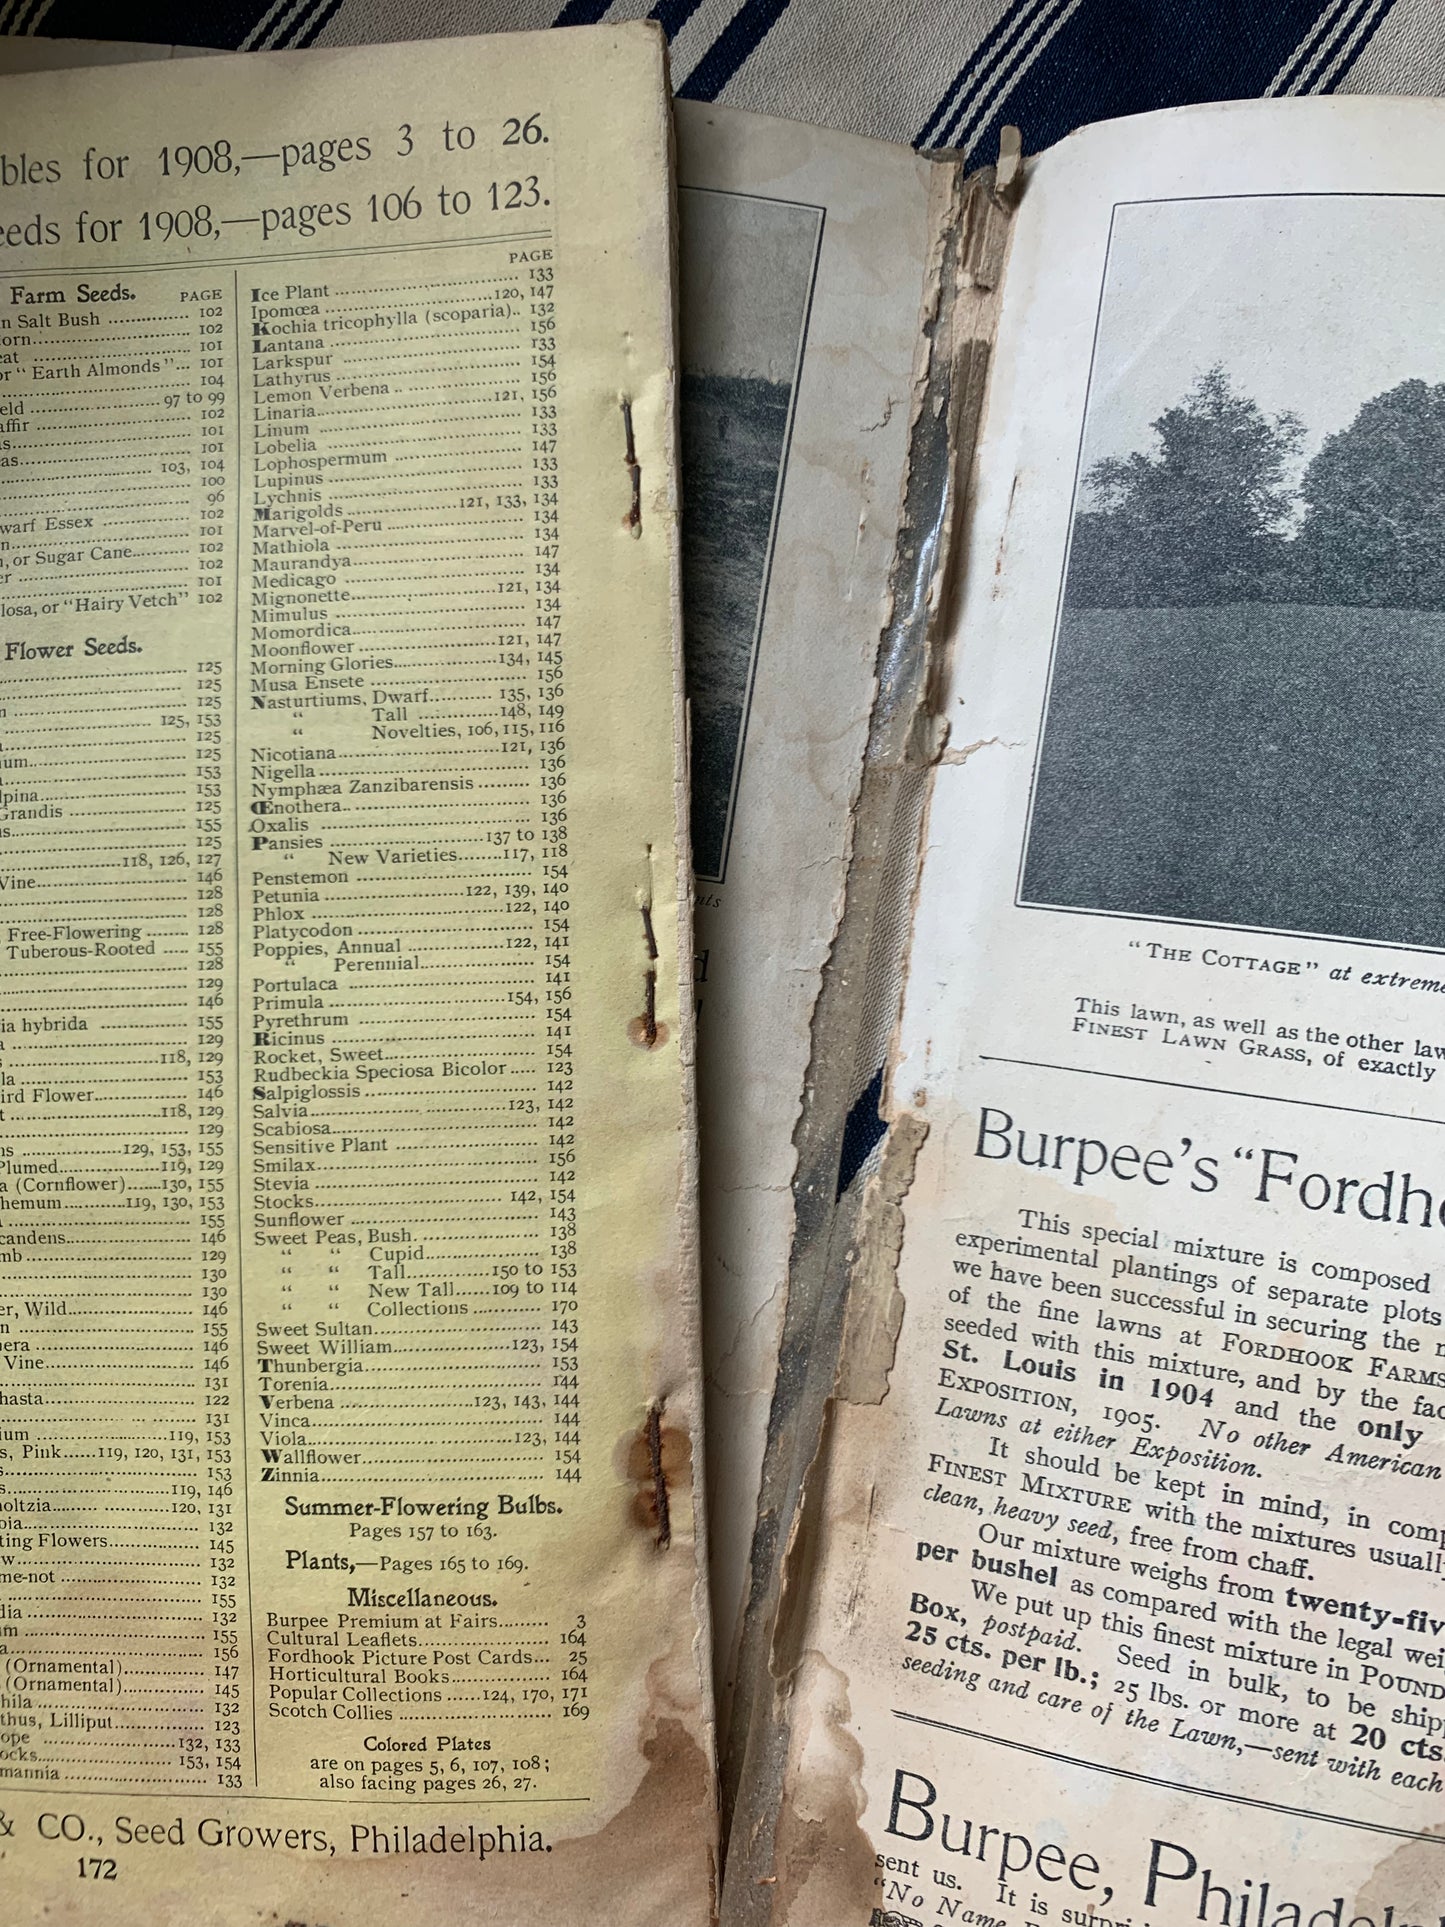 bles for 1908,—pages 3 to 26.
eeds for 1908,—pages 106 to 123.
Farm Seeds. PAGE
n Salt Bush 102
orn 102
eat 101
or "Earth Almonds" 101
104
eld 97 to 99
affir 102
as 101
eas 101
103, 104
100
96
warf Essex 102
n 101
n, or Sugar Cane 102
er 102
101
losa, or "Hairy Vetch" 102
Flower Seeds.
125
125
n 125
125, 153
125
um 125
153
lpina 153
Grandis 125
s 155
125
118, 126, 127
Vine 146
128
128
, Free-Flowering 128
Tuberous-Rooted 155
128
129
146
ia hybrida 155
129
118, 129
la 153
ird Flower 146
t 118, 129
129
ns 129, 153, 155
Plumed 119, 129
a (Cornflower) 130, 155
hemum 119, 130, 153
155
candens 146
mb 129
130
130
er, Wild 146
n 155
era 146
Vine 146
131
hasta 122
131
ium 119, 153
s, Pink 119, 120, 131, 153
153
119, 146
holtzia 120, 131
oia 132
ting Flowers 145
w 132
me-not 132
155
dia 132
m 155
a 156
(Ornamental) 147
(Ornamental) 145
hila 132
thus, Lilliput 123
ope 132, 133
ocks 153, 154
mannia 133
PAGE
Ice Plant 133
Ipomœa 120, 147
Kochia tricophylla (scoparia) 132
Lantana 156
Larkspur 133
Lathyrus 154
Lemon Verbena 156
Linaria 121, 156
Linum 133
Lobelia 133
Lophospermum 147
Lupinus 133
Lychnis 133
Marigolds 121, 133, 134
Marvel-of-Peru 134
Mathiola 134
Maurandya 147
Medicago 134
Mignonette 121, 134
Mimulus 134
Momordica 147
Moonflower 121, 147
Morning Glories 134, 145
Musa Ensete 156
Nasturtiums, Dwarf 135, 136
“ Tall 148, 149
“ Novelties, 106, 115, 116
Nicotiana 121, 136
Nigella 136
Nymphæa Zanzibarensis 136
Œnothera 136
Oxalis 136
Pansies 137 to 138
“ New Varieties 117, 118
Penstemon 154
Petunia 122, 139, 140
Phlox 122, 140
Platycodon 154
Poppies, Annual 122, 141
“ Perennial 154
Portulaca 141
Primula 154, 156
Pyrethrum 154
Ricinus 141
Rocket, Sweet 154
Rudbeckia Speciosa Bicolor 123
Salpiglossis 142
Salvia 123, 142
Scabiosa 142
Sensitive Plant 142
Smilax 156
Stevia 142
Stocks 142, 154
Sunflower 143
Sweet Peas, Bush. 138
“ “ Cupid 138
“ “ Tall 150 to 153
“ “ New Tall 109 to 114
“ “ Collections 170
Sweet Sultan 143
Sweet William 123, 154
Thunbergia 153
Torenia 144
Verbena 123, 143, 144
Vinca 144
Viola 123, 144
Wallflower 154
Zinnia 144
Summer-Flowering Bulbs.
Pages 157 to 163.
Plants,—Pages 165 to 169.
Miscellaneous.
Burpee Premium at Fairs 3
Cultural Leaflets 164
Fordhook Picture Post Cards 25
Horticultural Books 164
Popular Collections 124, 170, 171
Scotch Collies 169
Colored Plates
are on pages 5, 6, 107, 108;
also facing pages 26, 27.
& CO., Seed Growers, Philadelphia.
172
nts
d
"THE COTTAGE" at extreme
This lawn, as well as the other law
FINEST LAWN GRASS, of exactly
Burpee's "Fordho
This special mixture is composed
experimental plantings of separate plots
we have been successful in securing the m
of the fine lawns at FORDHOOK FARMS
seeded with this mixture, and by the fac
St. Louis in 1904 and the only
EXPOSITION, 1905. No other American
Lawns at either Exposition.
It should be kept in mind, in comp
FINEST MIXTURE with the mixtures usuall
clean, heavy seed, free from chaff.
Our mixture weighs from twenty-fiv
per bushel as compared with the legal wei
We put up this finest mixture in POUND
Box, postpaid. Seed in bulk, to be ship
25 cts. per lb.; 25 lbs. or more at 20 cts.
seeding and care of the Lawn,—sent with each
Burpee, Philadel
sent us. It is surpri
"No Name